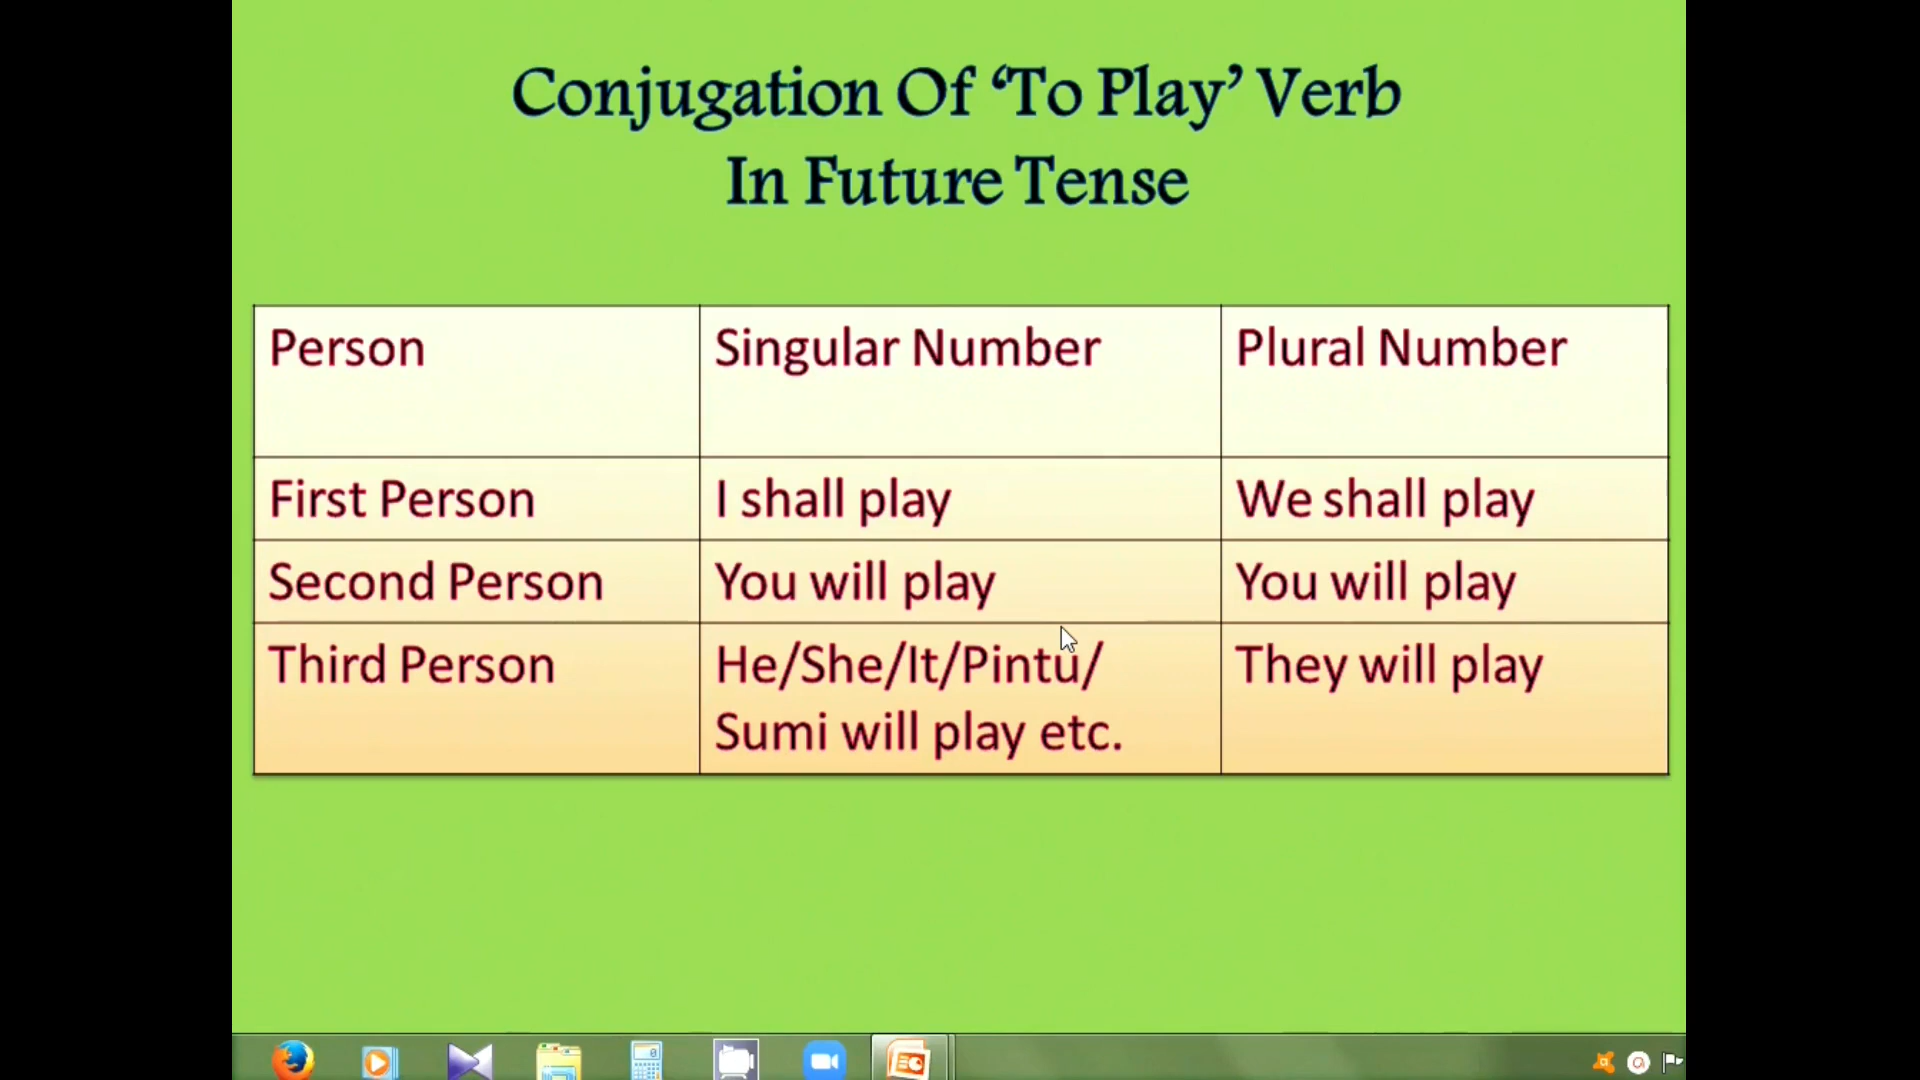 Conjugation Of ‘To Play’ Verb
In Future Tense
Person Singular Number Plural Number
First Person I shall play We shall play
Second Person You will play You will play
Third Person He/She/It/Pintu/ They will play
Sumi will play etc.